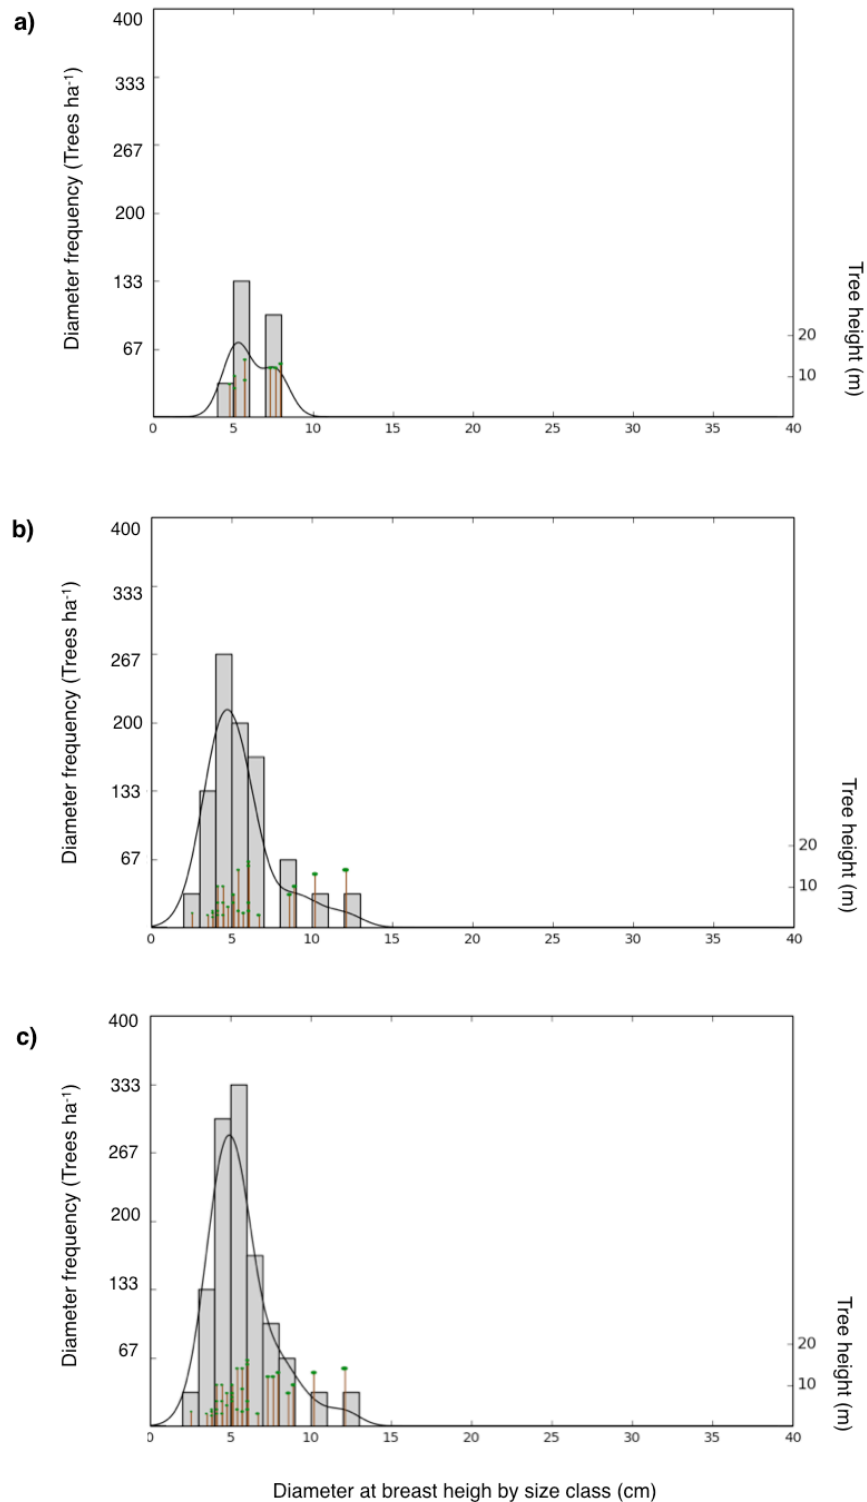 a)
Diameter frequency (Trees ha-1)
400
333
267
200
133
67
0 5 10 15 20 25 30 35 40
20
10
Tree height (m)
b)
Diameter frequency (Trees ha-1)
400
333
267
200
133
67
0 5 10 15 20 25 30 35 40
20
10
Tree height (m)
c)
Diameter frequency (Trees ha-1)
400
333
267
200
133
67
0 5 10 15 20 25 30 35 40
20
10
Tree height (m)
Diameter at breast heigh by size class (cm)